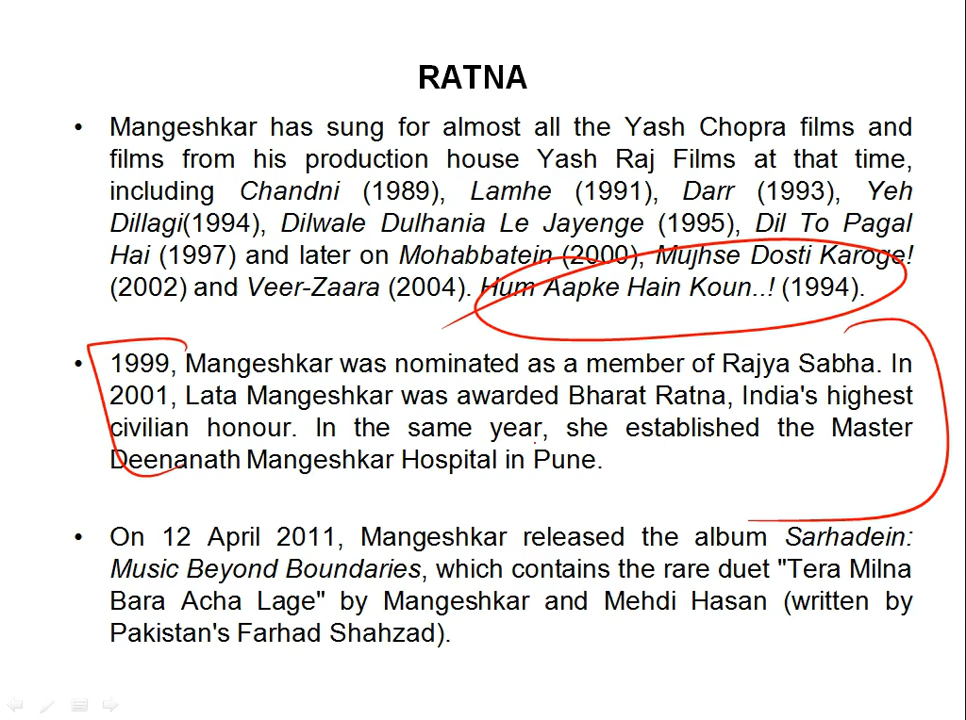 RATNA
• Mangeshkar has sung for almost all the Yash Chopra films and
films from his production house Yash Raj Films at that time,
including Chandni (1989), Lamhe (1991), Darr (1993), Yeh
Dillagi(1994), Dilwale Dulhania Le Jayenge (1995), Dil To Pagal
Hai (1997) and later on Mohabbatein (2000), Mujhse Dosti Karoge!
(2002) and Veer-Zaara (2004). Hum Aapke Hain Koun..! (1994).
• 1999, Mangeshkar was nominated as a member of Rajya Sabha. In
2001, Lata Mangeshkar was awarded Bharat Ratna, India's highest
civilian honour. In the same year, she established the Master
Deenanath Mangeshkar Hospital in Pune.
• On 12 April 2011, Mangeshkar released the album Sarhadein:
Music Beyond Boundaries, which contains the rare duet "Tera Milna
Bara Acha Lage" by Mangeshkar and Mehdi Hasan (written by
Pakistan's Farhad Shahzad).